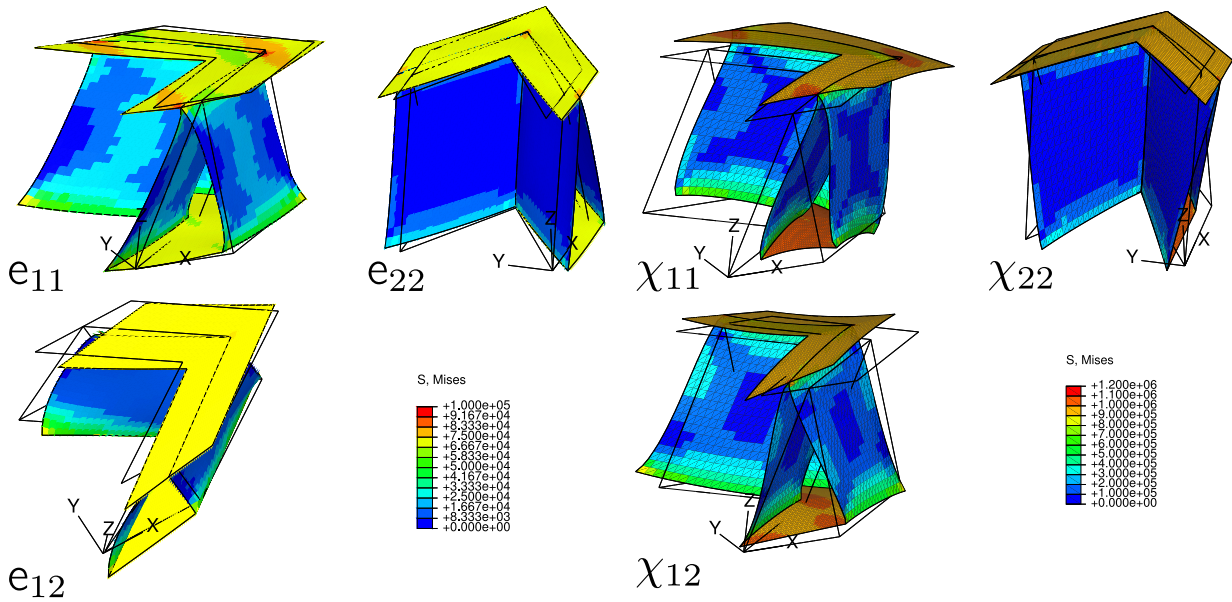 Y
X
e11
Z
Y
X
e22
Z
Y
X
χ11
Z
Y
χ22
Y
Z
X
e12
S, Mises
+1.000e+05
+9.167e+04
+8.333e+04
+7.500e+04
+6.667e+04
+5.833e+04
+5.000e+04
+4.167e+04
+3.333e+04
+2.500e+04
+1.667e+04
+8.333e+03
+0.000e+00
Z
Y
X
χ12
S, Mises
+1.200e+06
+1.100e+06
+1.000e+06
+9.000e+05
+8.000e+05
+7.000e+05
+6.000e+05
+5.000e+05
+4.000e+05
+3.000e+05
+2.000e+05
+1.000e+05
+0.000e+00